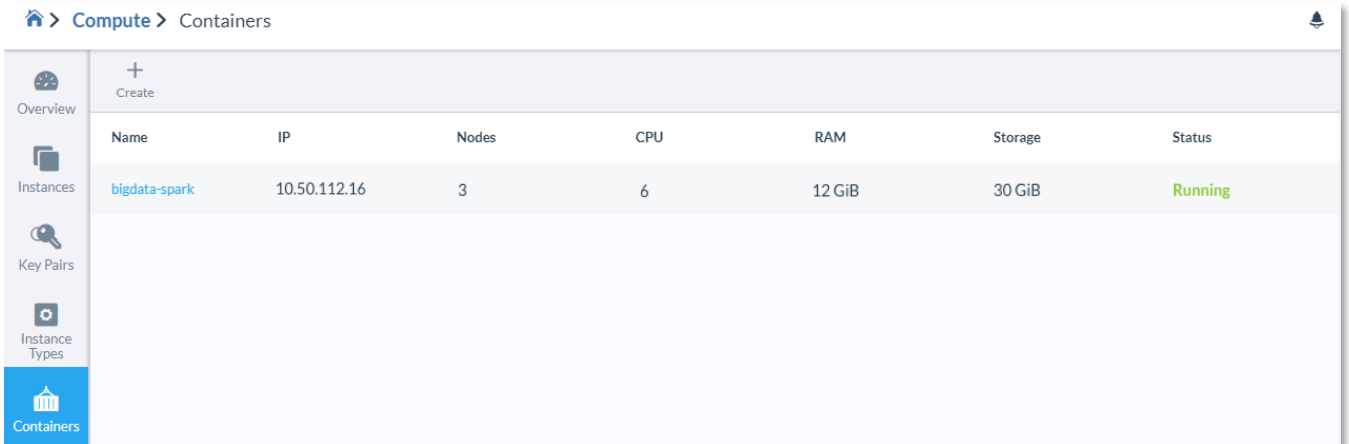 Compute > Containers
Create
Overview
Instances
Key Pairs
Instance
Types
Containers
Name IP Nodes CPU RAM Storage Status
bigdata-spark 10.50.112.16 3 6 12 GiB 30 GiB Running